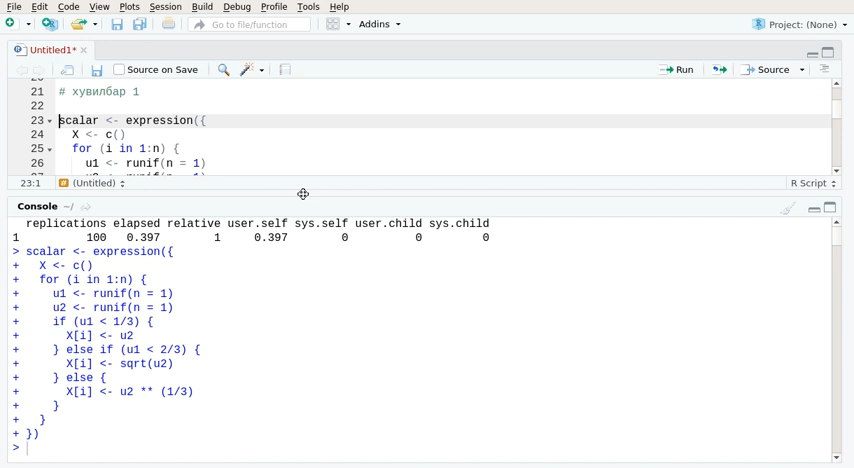 File Edit Code View Plots Session Build Debug Profile Tools Help
Go to file/function Addins Project: (None)
Untitled1*
Source on Save Run Source
21 # хувилбар 1
22
23 scalar <- expression({
24 X <- c()
25 for (i in 1:n) {
26 u1 <- runif(n = 1)
23:1 (Untitled) R Script
Console ~/
replications elapsed relative user.self sys.self user.child sys.child
1 100 0.397 1 0.397 0 0 0
> scalar <- expression({
+ X <- c()
+ for (i in 1:n) {
+ u1 <- runif(n = 1)
+ u2 <- runif(n = 1)
+ if (u1 < 1/3) {
+ X[i] <- u2
+ } else if (u1 < 2/3) {
+ X[i] <- sqrt(u2)
+ } else {
+ X[i] <- u2 ** (1/3)
+ }
+ }
+ })
>